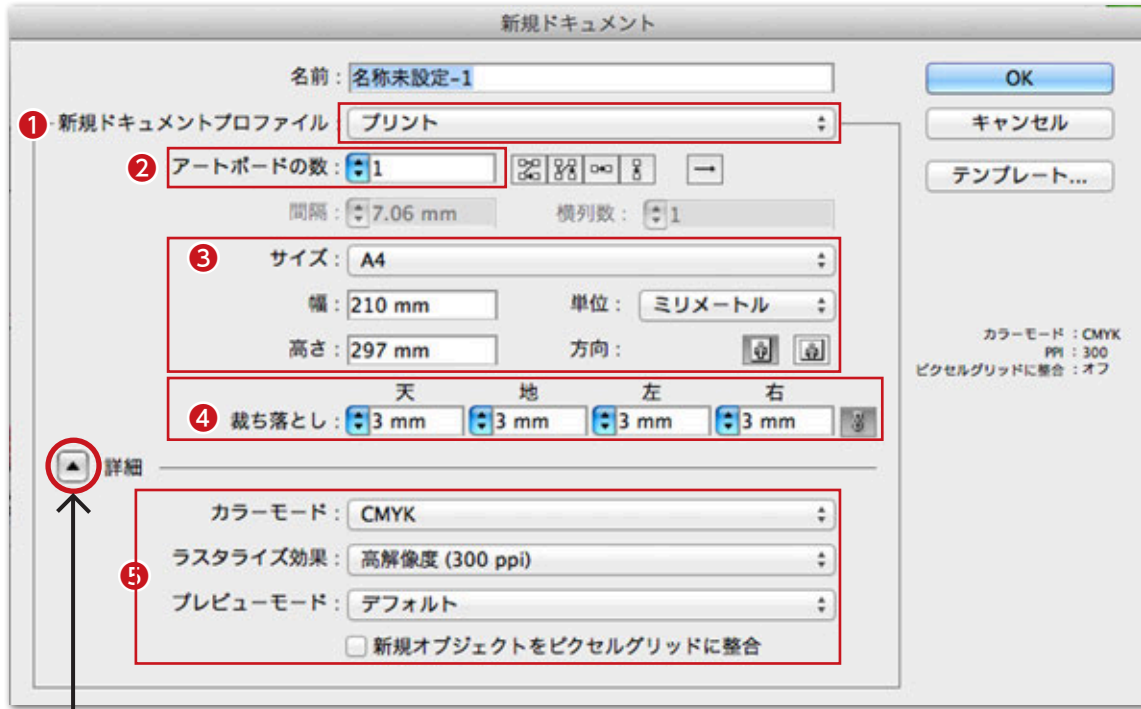 新規ドキュメント
名前：名称未設定-1
OK
❶ 新規ドキュメントプロファイル：プリント
キャンセル
❷ アートボードの数：1
テンプレート...
間隔：7.06 mm 横列数：1
❸ サイズ：A4
幅：210 mm 単位：ミリメートル
高さ：297 mm 方向：
カラーモード：CMYK
PPI：300
ピクセルグリッドに整合：オフ
天 地 左 右
❹ 裁ち落とし：3 mm 3 mm 3 mm 3 mm
詳細
カラーモード：CMYK
❺ ラスタライズ効果：高解像度 (300 ppi)
プレビューモード：デフォルト
新規オブジェクトをピクセルグリッドに整合